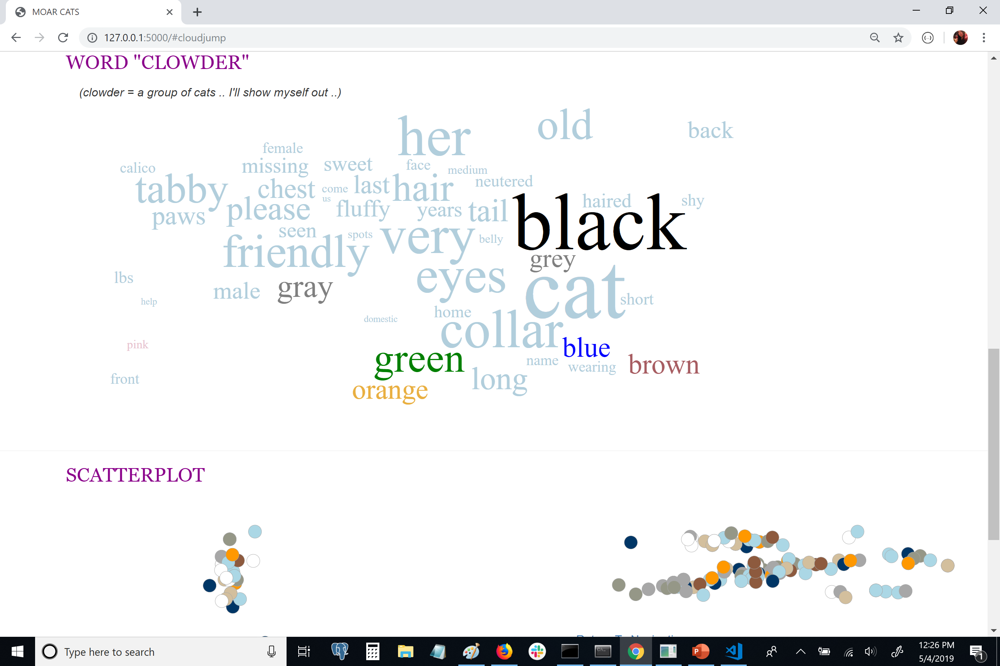 MOAR CATS
127.0.0.1:5000/#cloudjump
WORD "CLOWDER"
(clowder = a group of cats .. I'll show myself out ..)
her
old
back
female
missing
sweet
face
calico
medium
tabby
chest
come
last
hair
neutered
us
paws
please
fluffy
years
tail
black
haired
shy
seen
spots
very
belly
friendly
grey
eyes
cat
lbs
male
gray
short
help
home
domestic
collar
pink
green
blue
name
wearing
brown
front
orange
long
SCATTERPLOT
Type here to search
12:26 PM
5/4/2019
1